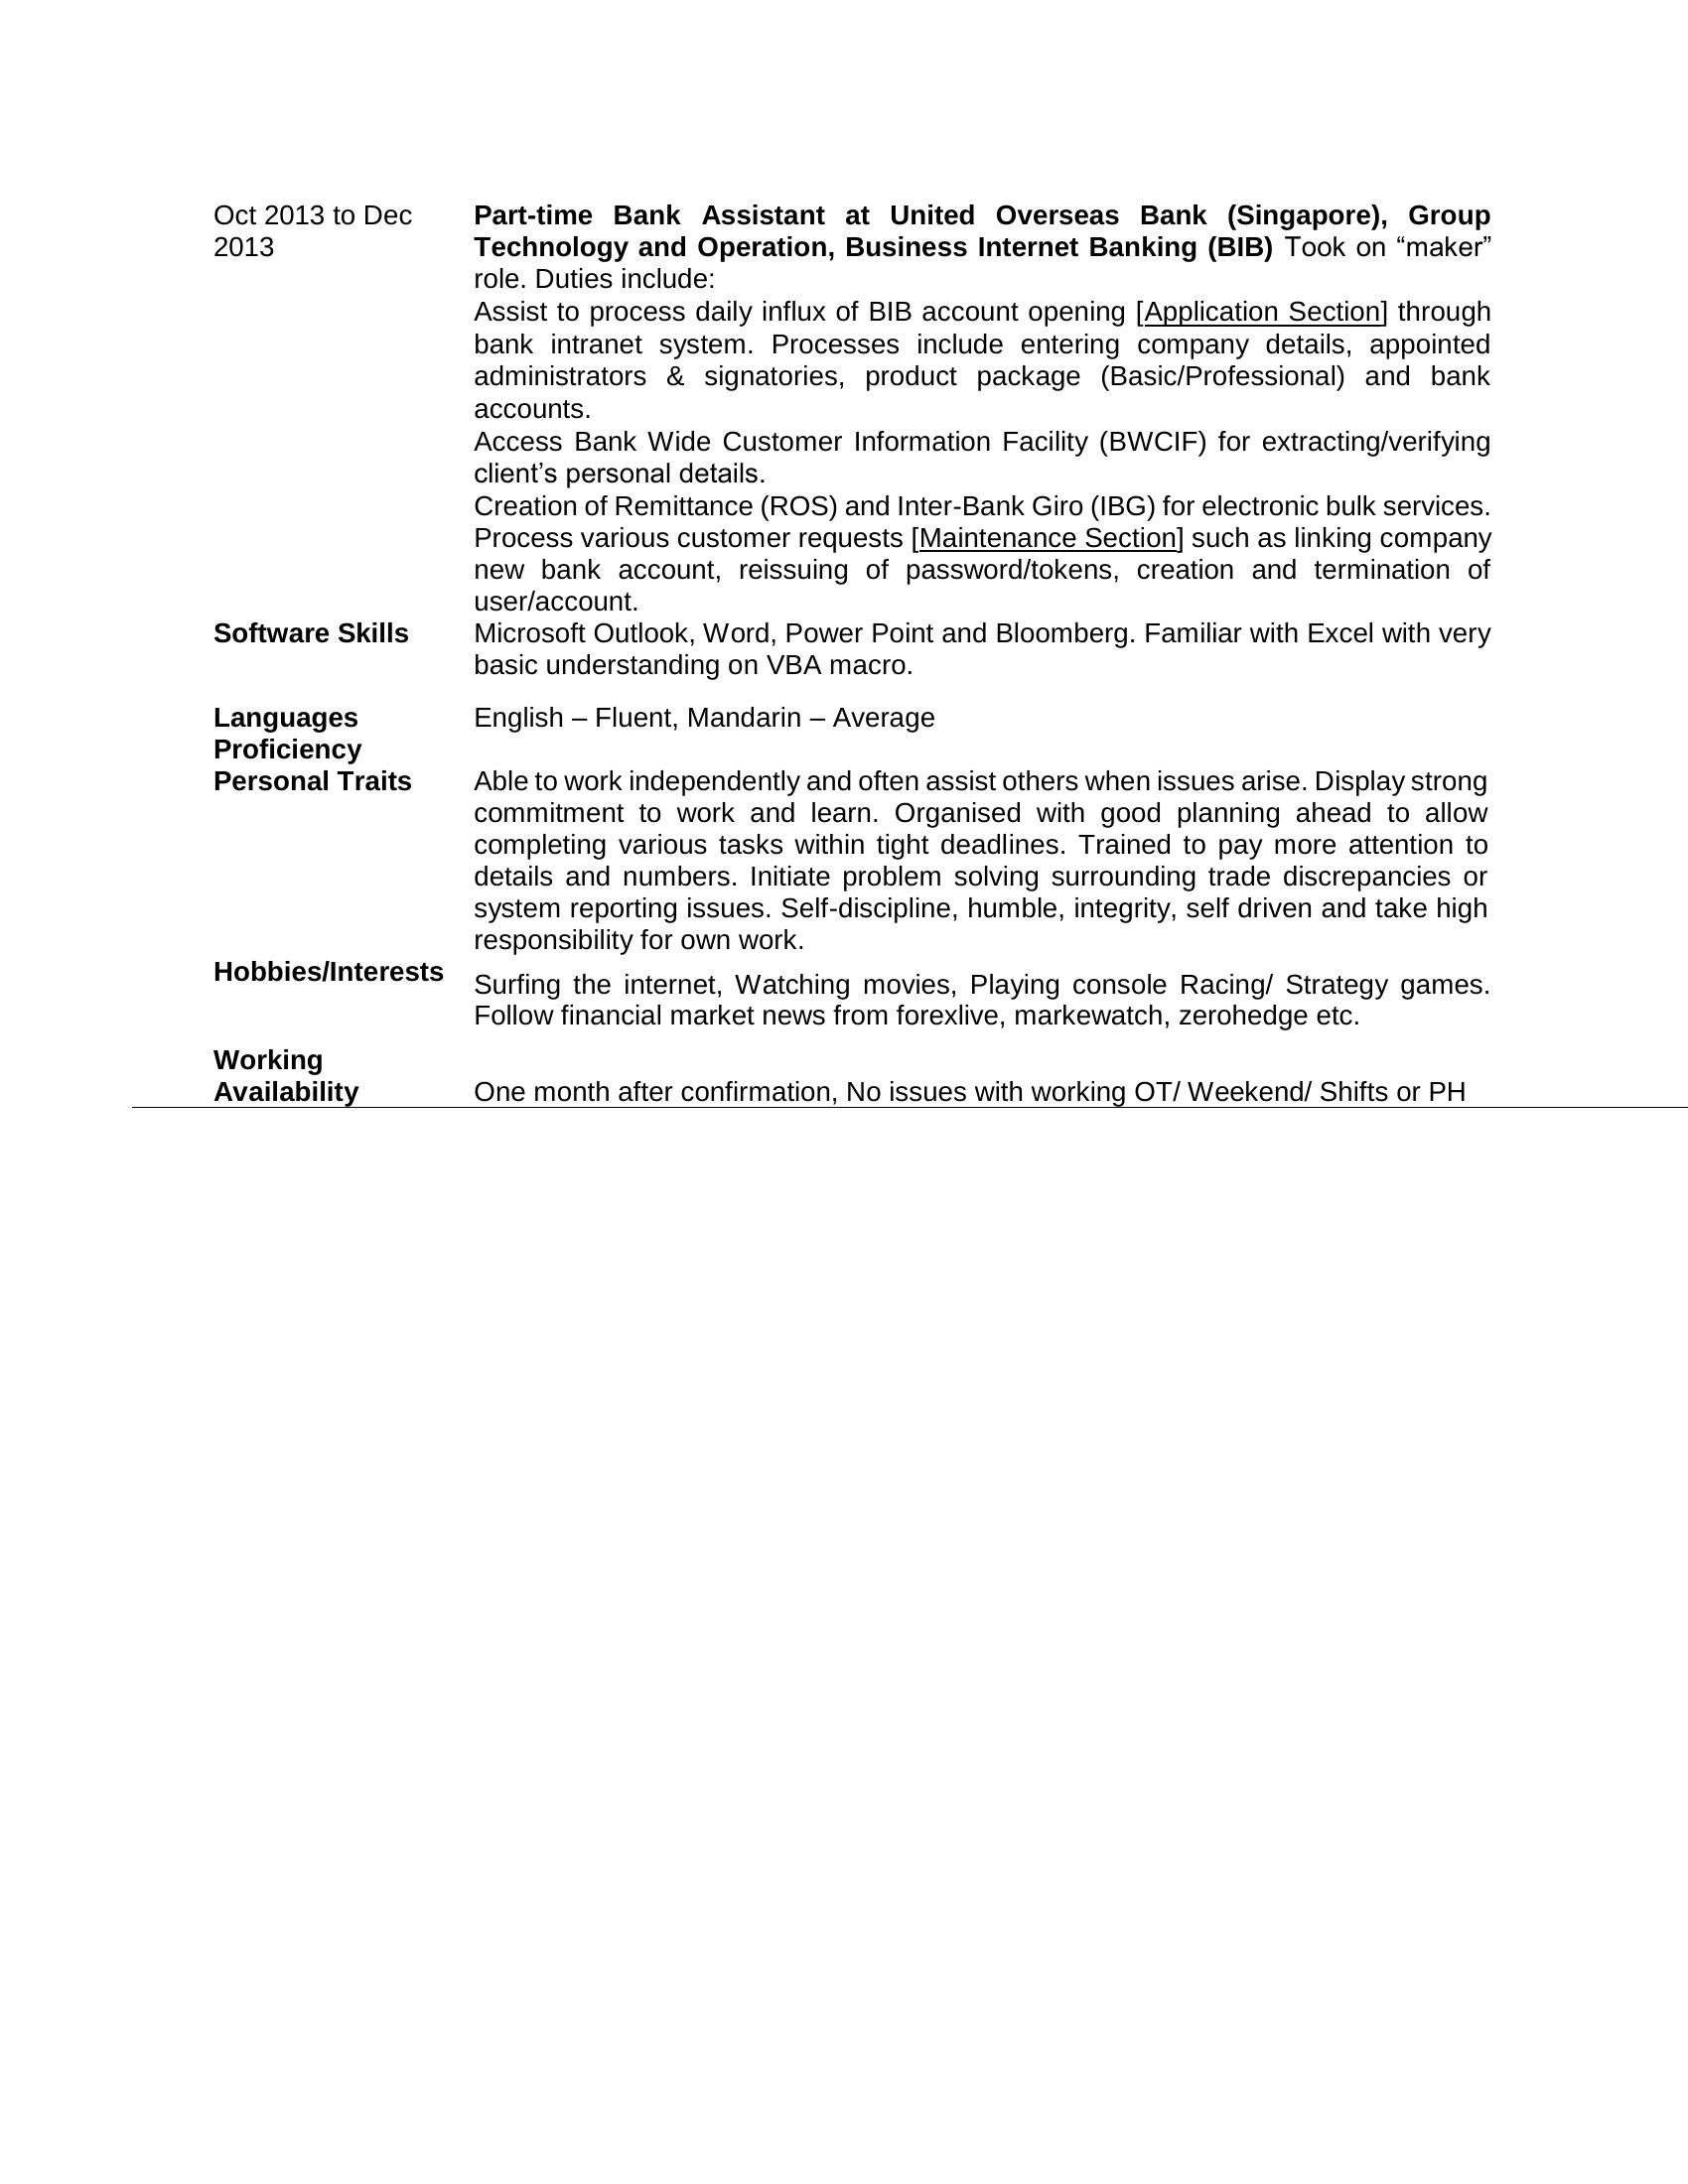 Oct 2013 to Dec 2013
Part-time Bank Assistant at United Overseas Bank (Singapore), Group
Technology and Operation, Business Internet Banking (BIB) Took on “maker”
role. Duties include:
Assist to process daily influx of BIB account opening [Application Section] through
bank intranet system. Processes include entering company details, appointed
administrators & signatories, product package (Basic/Professional) and bank
accounts.
Access Bank Wide Customer Information Facility (BWCIF) for extracting/verifying
client’s personal details.
Creation of Remittance (ROS) and Inter-Bank Giro (IBG) for electronic bulk services.
Process various customer requests [Maintenance Section] such as linking company
new bank account, reissuing of password/tokens, creation and termination of
user/account.
Software Skills
Microsoft Outlook, Word, Power Point and Bloomberg. Familiar with Excel with very
basic understanding on VBA macro.
Languages
Proficiency
English – Fluent, Mandarin – Average
Personal Traits
Able to work independently and often assist others when issues arise. Display strong
commitment to work and learn. Organised with good planning ahead to allow
completing various tasks within tight deadlines. Trained to pay more attention to
details and numbers. Initiate problem solving surrounding trade discrepancies or
system reporting issues. Self-discipline, humble, integrity, self driven and take high
responsibility for own work.
Hobbies/Interests
Surfing the internet, Watching movies, Playing console Racing/ Strategy games.
Follow financial market news from forexlive, markewatch, zerohedge etc.
Working
Availability
One month after confirmation, No issues with working OT/ Weekend/ Shifts or PH